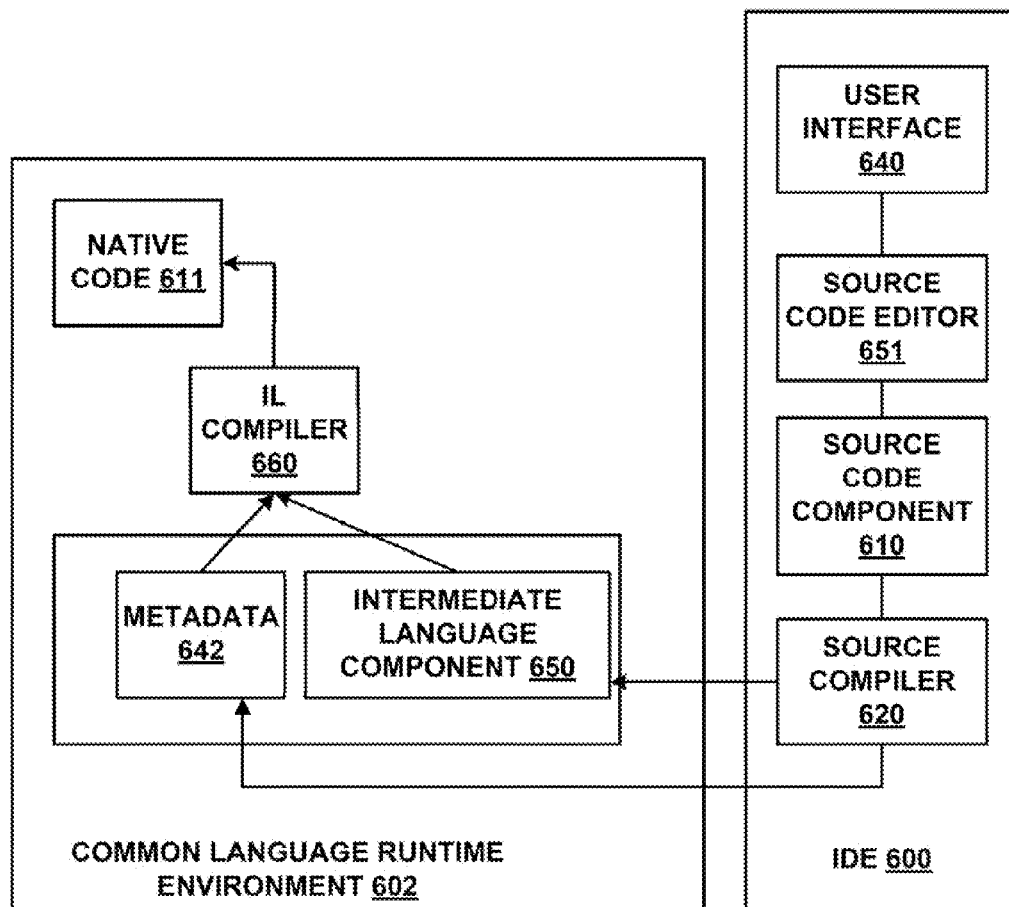 USER
INTERFACE
640
NATIVE
CODE 611
SOURCE
CODE EDITOR
651
IL
COMPILER
660
SOURCE
CODE
COMPONENT
610
METADATA
642
INTERMEDIATE
LANGUAGE
COMPONENT 650
SOURCE
COMPILER
620
COMMON LANGUAGE RUNTIME
ENVIRONMENT 602
IDE 600